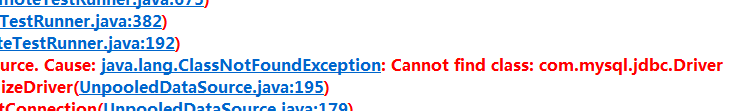 TestRunner.java:382)
teTestRunner.java:192)
urce. Cause: java.lang.ClassNotFoundException: Cannot find class: com.mysql.jdbc.Driver
izeDriver(UnpooledDataSource.java:195)
tConnection(UnpooledDataSource.java:179)